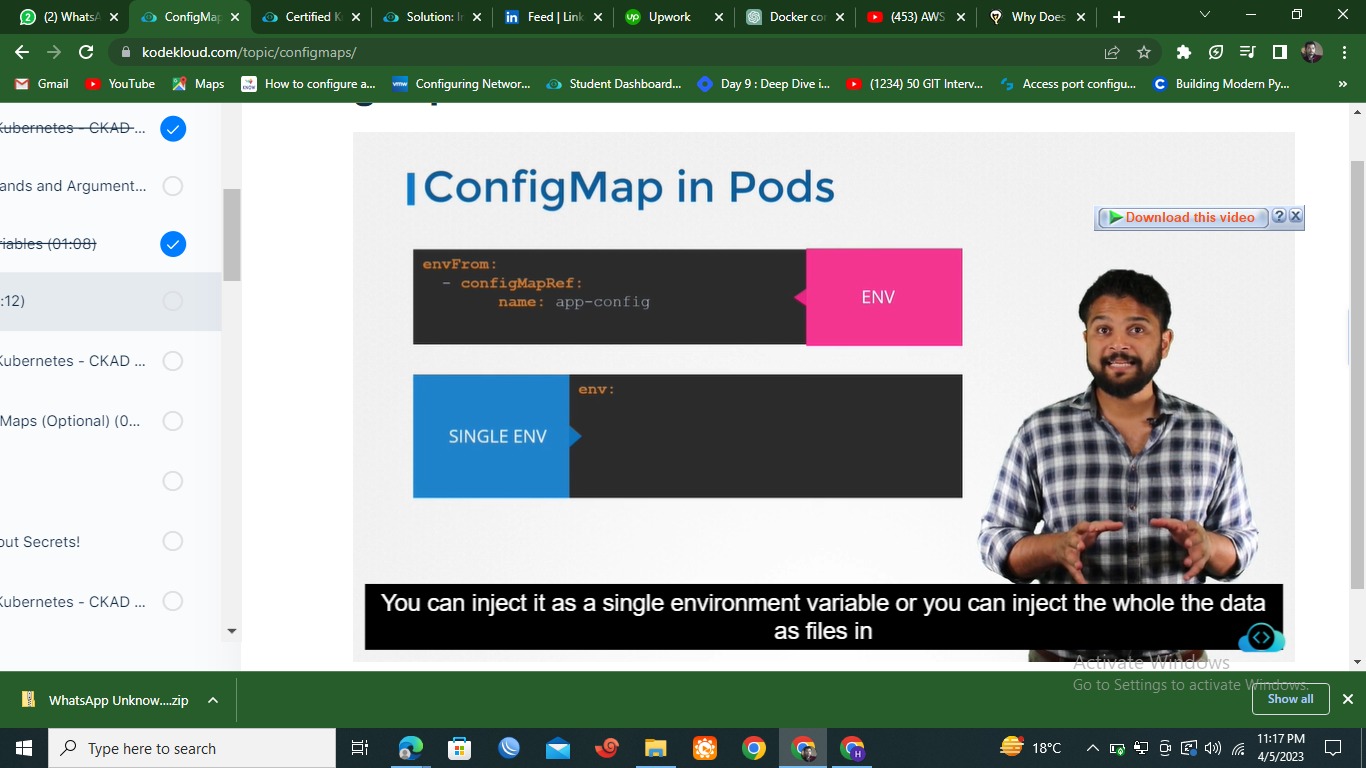 (2) WhatsA
ConfigMap
Certified K
Solution: I
Feed | Link
Upwork
Docker co
(453) AWS
Why Does
kodekloud.com/topic/configmaps/
Gmail
YouTube
Maps
How to configure a...
Configuring Networ...
Student Dashboard...
Day 9 : Deep Dive i...
(1234) 50 GIT Interv...
Access port configu...
Building Modern Py...
»
Kubernetes - CKAD ...
ands and Argument...
riables (01:08)
:12)
Kubernetes - CKAD ...
Maps (Optional) (0...
out Secrets!
Kubernetes - CKAD ...
ConfigMap in Pods
Download this video
envFrom:
- configMapRef:
name: app-config
ENV
SINGLE ENV
env:
You can inject it as a single environment variable or you can inject the whole the data
as files in
Activate Windows
Go to Settings to activate Windows.
WhatsApp Unknow....zip
Show all
Type here to search
18°C
11:17 PM
4/5/2023